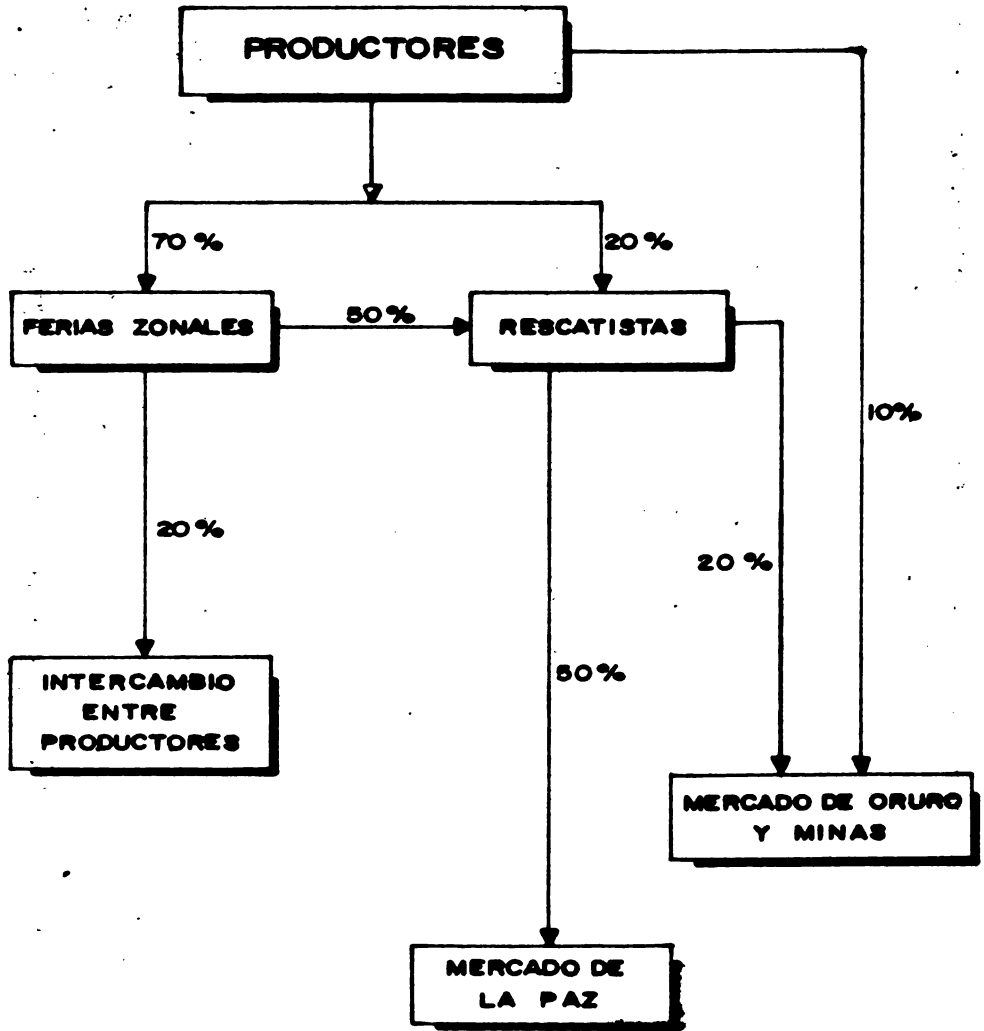 PRODUCTORES
70%
20%
FERIAS ZONALES
50%
RESCATISTAS
10%
20%
20%
50%
INTERCAMBIO
ENTRE
PRODUCTORES
MERCADO DE ORURO
Y MINAS
MERCADO DE
LA PAZ